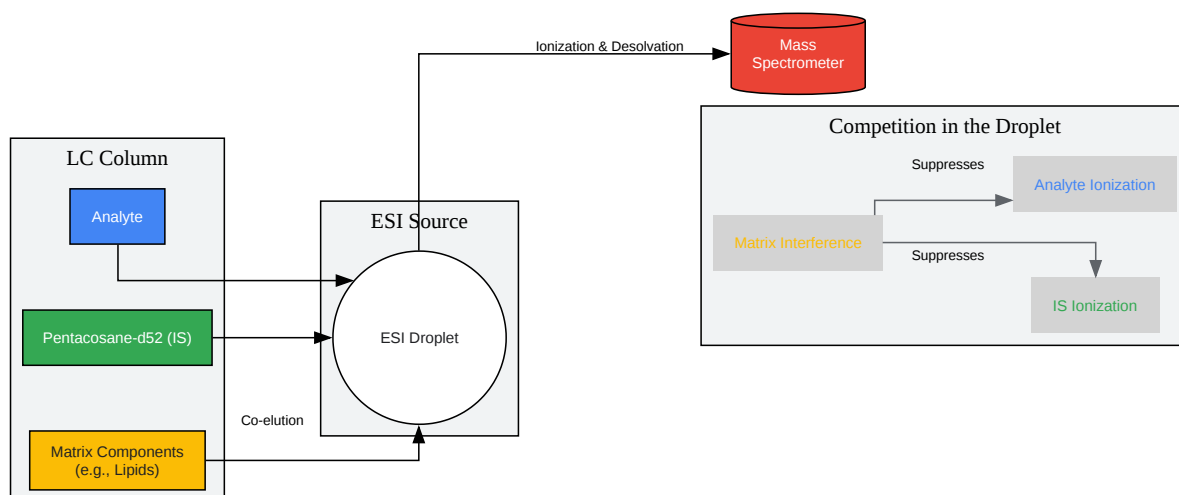 Ionization & Desolvation
Mass
Spectrometer
LC Column
Analyte
Pentacosane-d52 (IS)
Matrix Components
(e.g., Lipids)
Co-elution
ESI Source
ESI Droplet
Competition in the Droplet
Suppresses
Analyte Ionization
Matrix Interference
Suppresses
IS Ionization